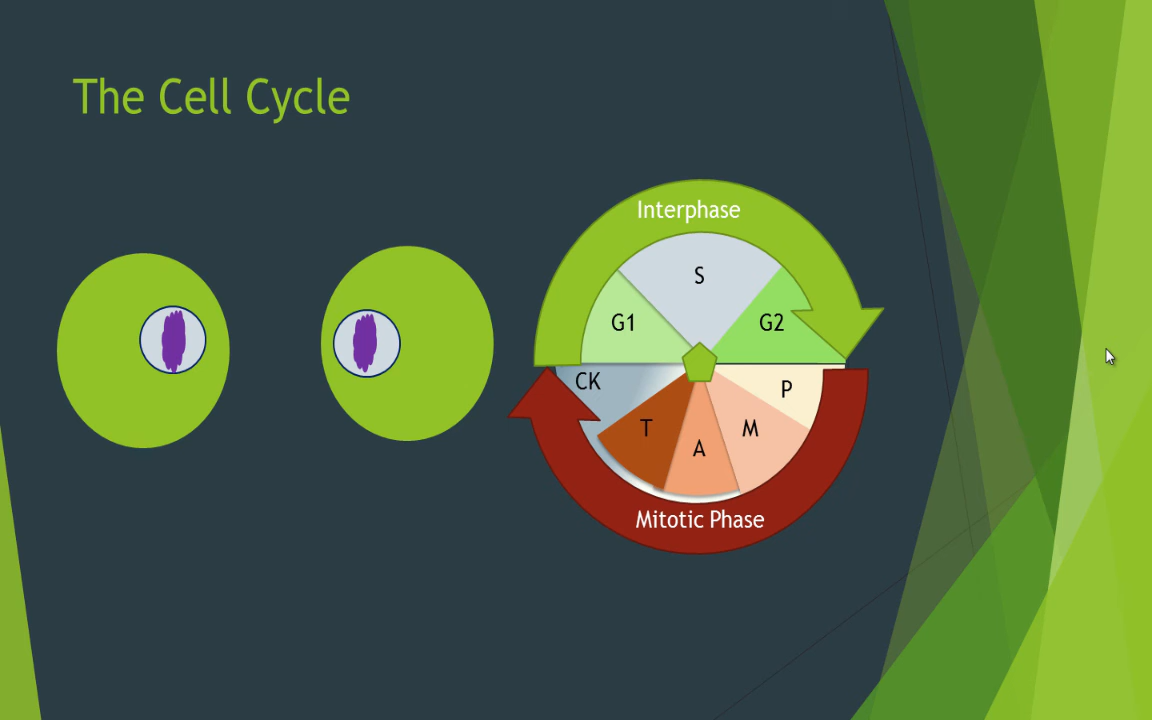 The Cell Cycle
Interphase
S
G1
G2
CK
P
T
M
A
Mitotic Phase